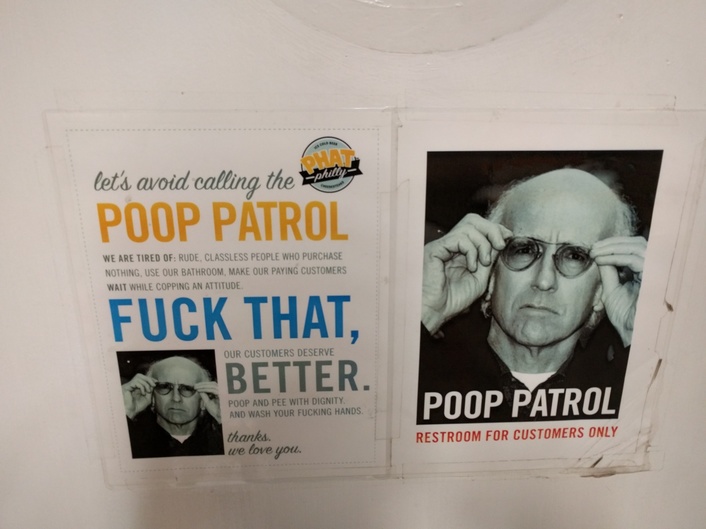 let's avoid calling the
PHAT
philly
POOP PATROL
WE ARE TIRED OF: RUDE, CLASSLESS PEOPLE WHO PURCHASE
NOTHING, USE OUR BATHROOM, MAKE OUR PAYING CUSTOMERS
WAIT WHILE COPPING AN ATTITUDE.
FUCK THAT,
OUR CUSTOMERS DESERVE
BETTER.
POOP AND PEE WITH DIGNITY.
AND WASH YOUR FUCKING HANDS.
thanks.
we love you.
POOP PATROL
RESTROOM FOR CUSTOMERS ONLY